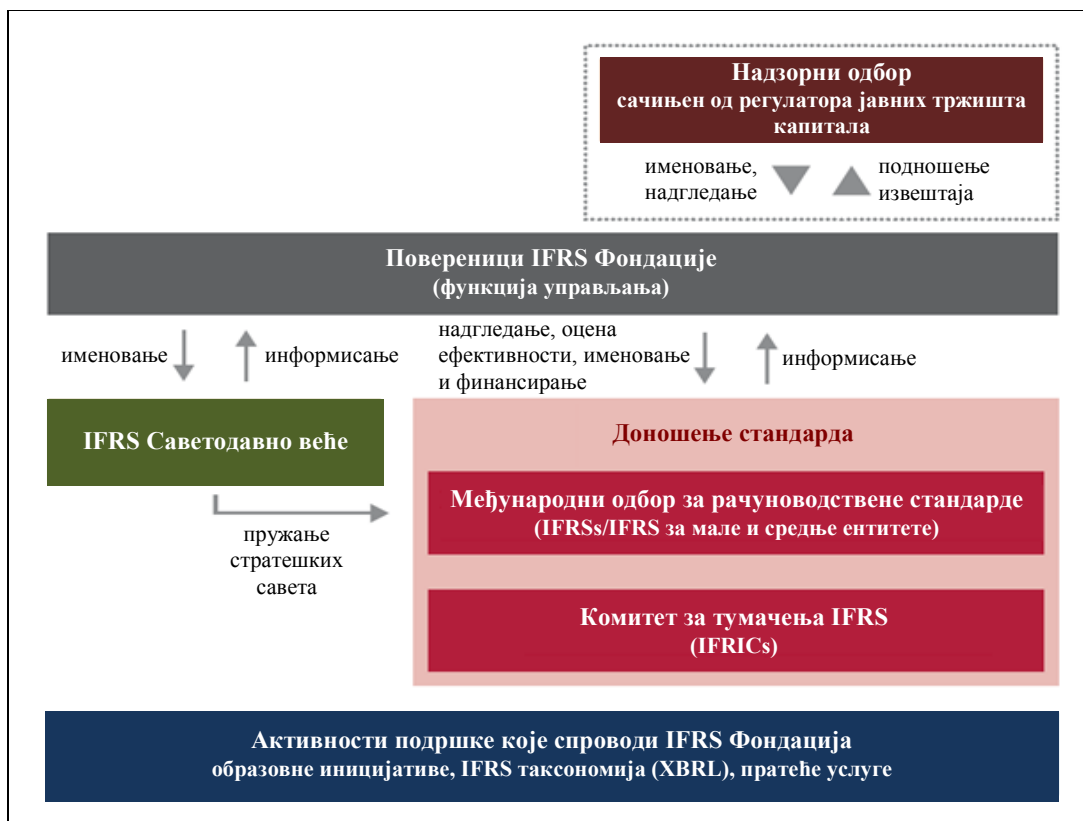 Надзорни одбор
сачињен од регулатора јавних тржишта
капитала
именовање,
надгледање
подношење
извештаја
Повереници IFRS Фондације
(функција управљања)
именовање
информисање
надгледање, оцена
ефективности, именовање
и финансирање
информисање
IFRS Саветодавно веће
пружање
стратешких
савета
Доношење стандарда
Међународни одбор за рачуноводствене стандарде
(IFRSs/IFRS за мале и средње ентитете)
Комитет за тумачења IFRS
(IFRICs)
Активности подршке које спроводи IFRS Фондација
образовне иницијативе, IFRS таксономија (XBRL), пратеће услуге